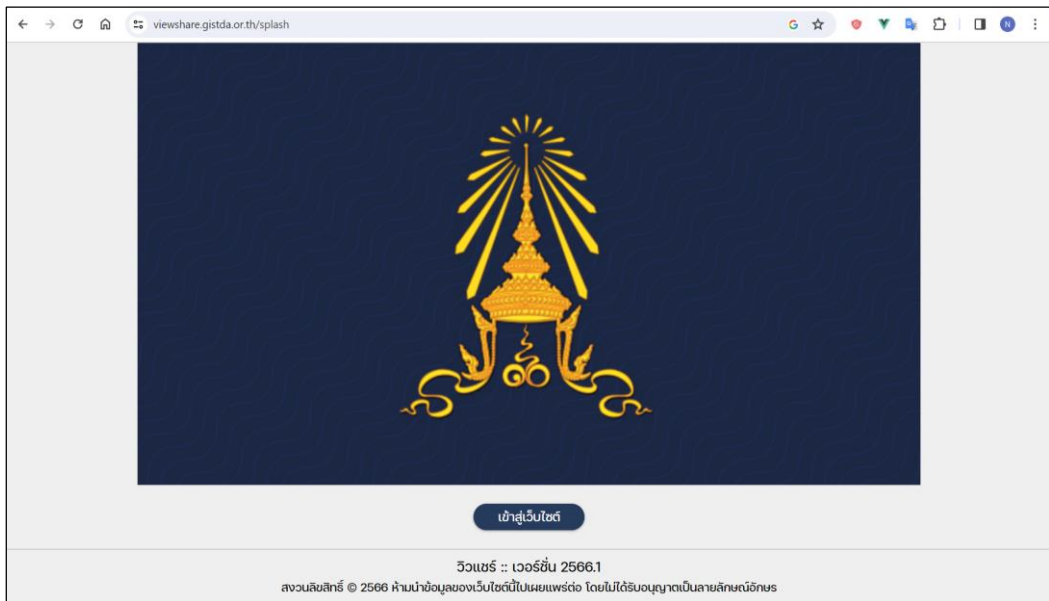 viewshare.gistda.or.th/splash
N
๑๐
เข้าสู่เว็บไซต์
วิวแชร์ :: เวอร์ชั่น 2566.1
สงวนลิขสิทธิ์ © 2566 ห้ามนำข้อมูลของเว็บไซต์นี้ไปเผยแพร่ต่อ โดยไม่ได้รับอนุญาตเป็นลายลักษณ์อักษร